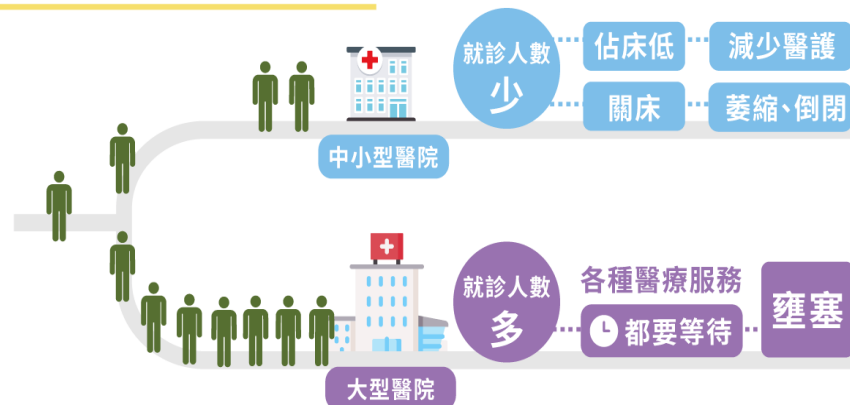 就診人數
少
佔床低
減少醫護
關床
萎縮、倒閉
中小型醫院
就診人數
多
各種醫療服務
都要等待
壅塞
大型醫院